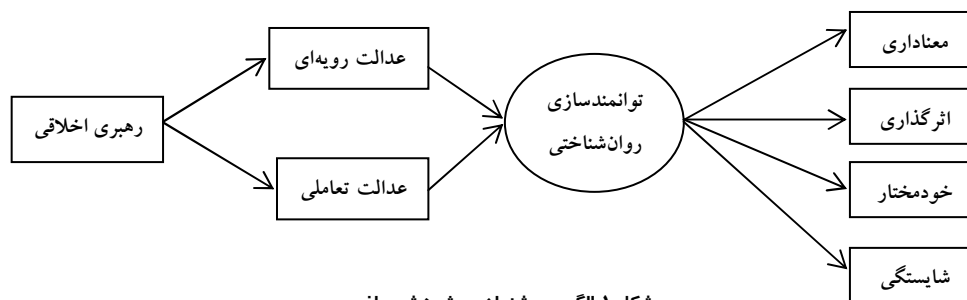 معناداری
عدالت رویه‌ای
اثرگذاری
توانمندسازی
روان‌شناختی
رهبری اخلاقی
خودمختار
عدالت تعاملی
شایستگی